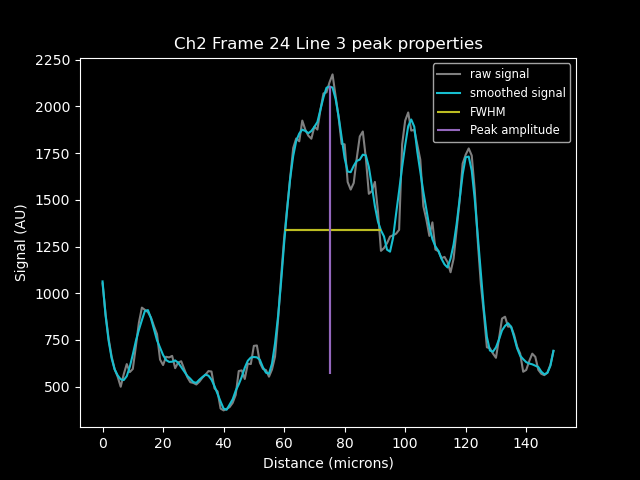 Ch2 Frame 24 Line 3 peak properties
raw signal
smoothed signal
FWHM
Peak amplitude
Signal (AU)
2250
2000
1750
1500
1250
1000
750
500
0 20 40 60 80 100 120 140
Distance (microns)